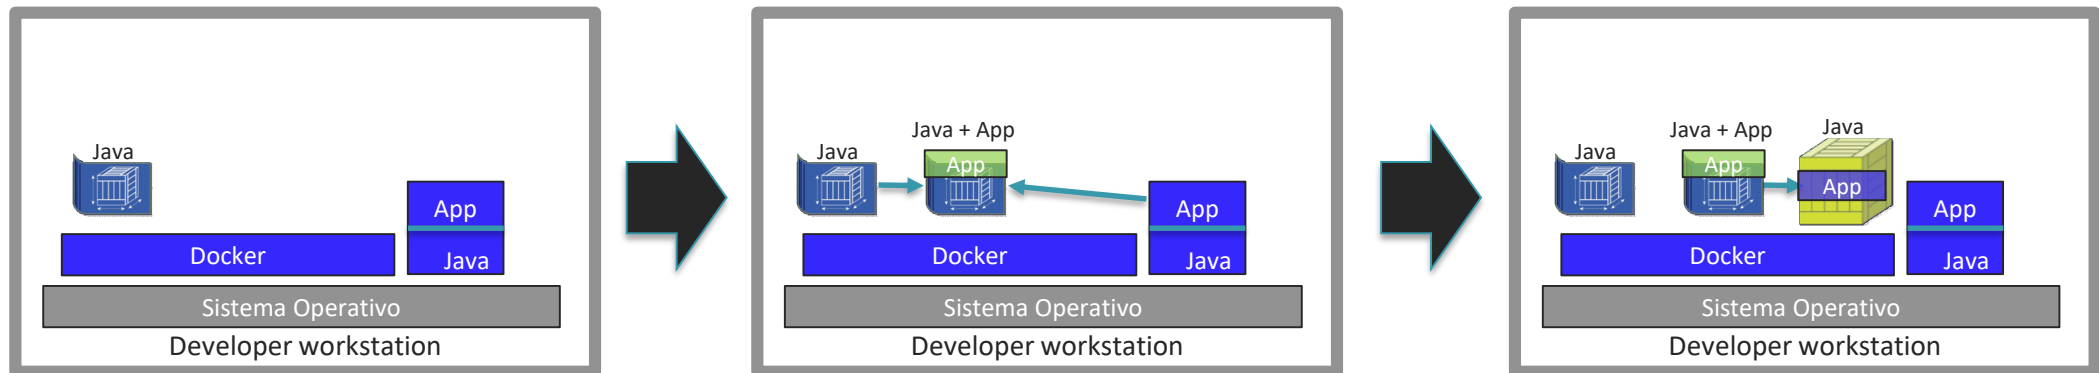 Java
App
Docker
Java
Sistema Operativo
Developer workstation
Java + App
Java
App
App
Docker
Java
Sistema Operativo
Developer workstation
Java + App
Java
Java
App
App
App
Docker
Java
Sistema Operativo
Developer workstation